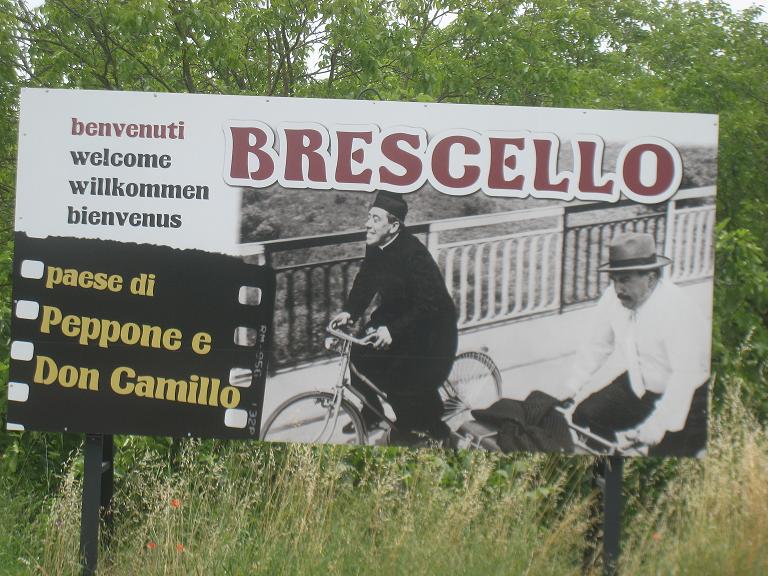 benvenuti
welcome
willkommen
bienvenus
BRESCELLO
paese di
Peppone e
Don Camillo